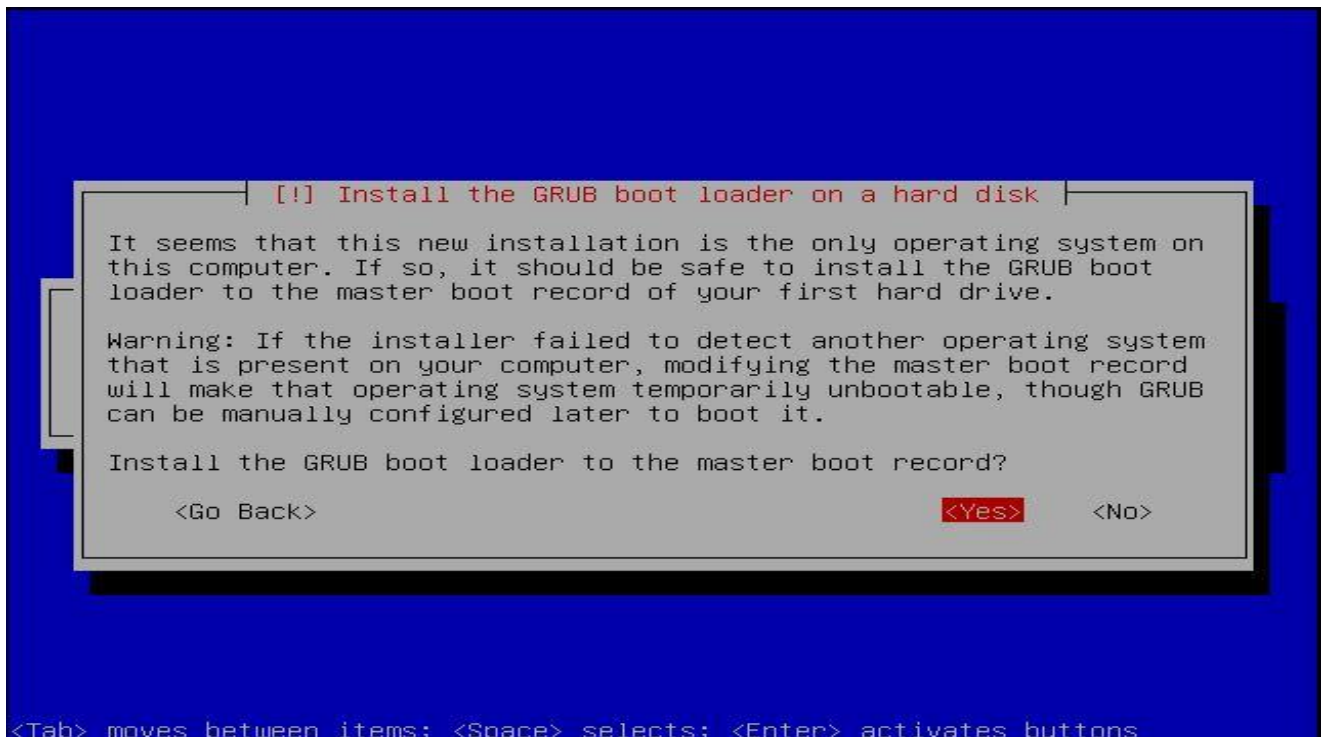 [!] Install the GRUB boot loader on a hard disk
It seems that this new installation is the only operating system on
this computer. If so, it should be safe to install the GRUB boot
loader to the master boot record of your first hard drive.
Warning: If the installer failed to detect another operating system
that is present on your computer, modifying the master boot record
will make that operating system temporarily unbootable, though GRUB
can be manually configured later to boot it.
Install the GRUB boot loader to the master boot record?
<Go Back> <Yes> <No>
<Tab> moves between items; <Space> selects; <Enter> activates buttons